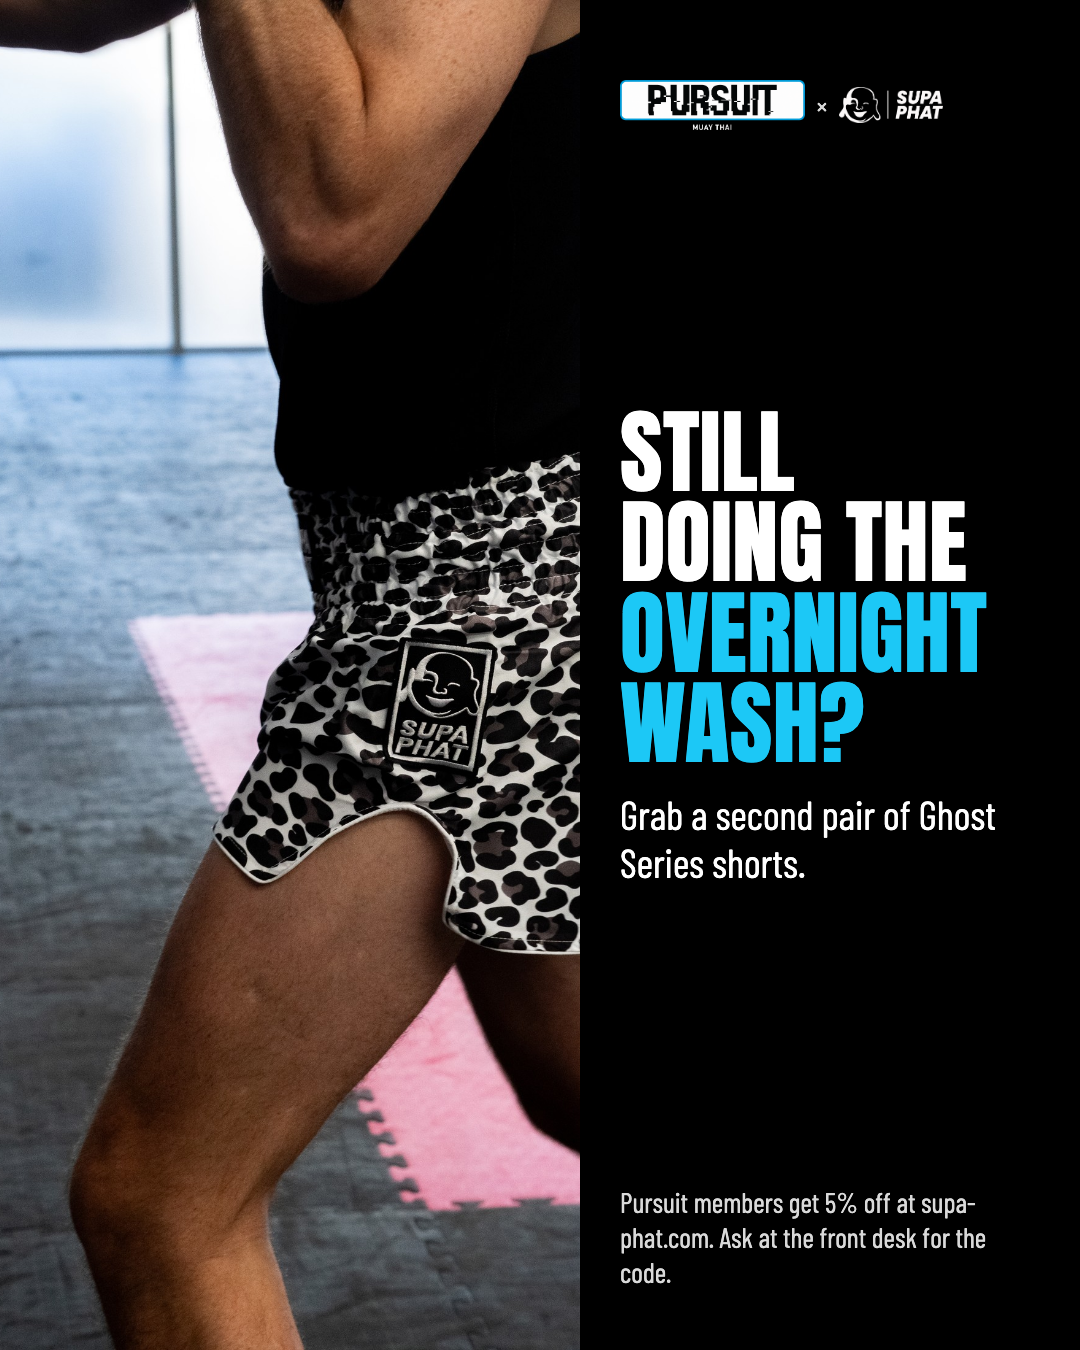 PURSUIT
MUAY THAI
×
SUPA
PHAT
STILL
DOING THE
OVERNIGHT
WASH?
Grab a second pair of Ghost
Series shorts.
SUPA
PHAT
Pursuit members get 5% off at supa-
phat.com. Ask at the front desk for the
code.